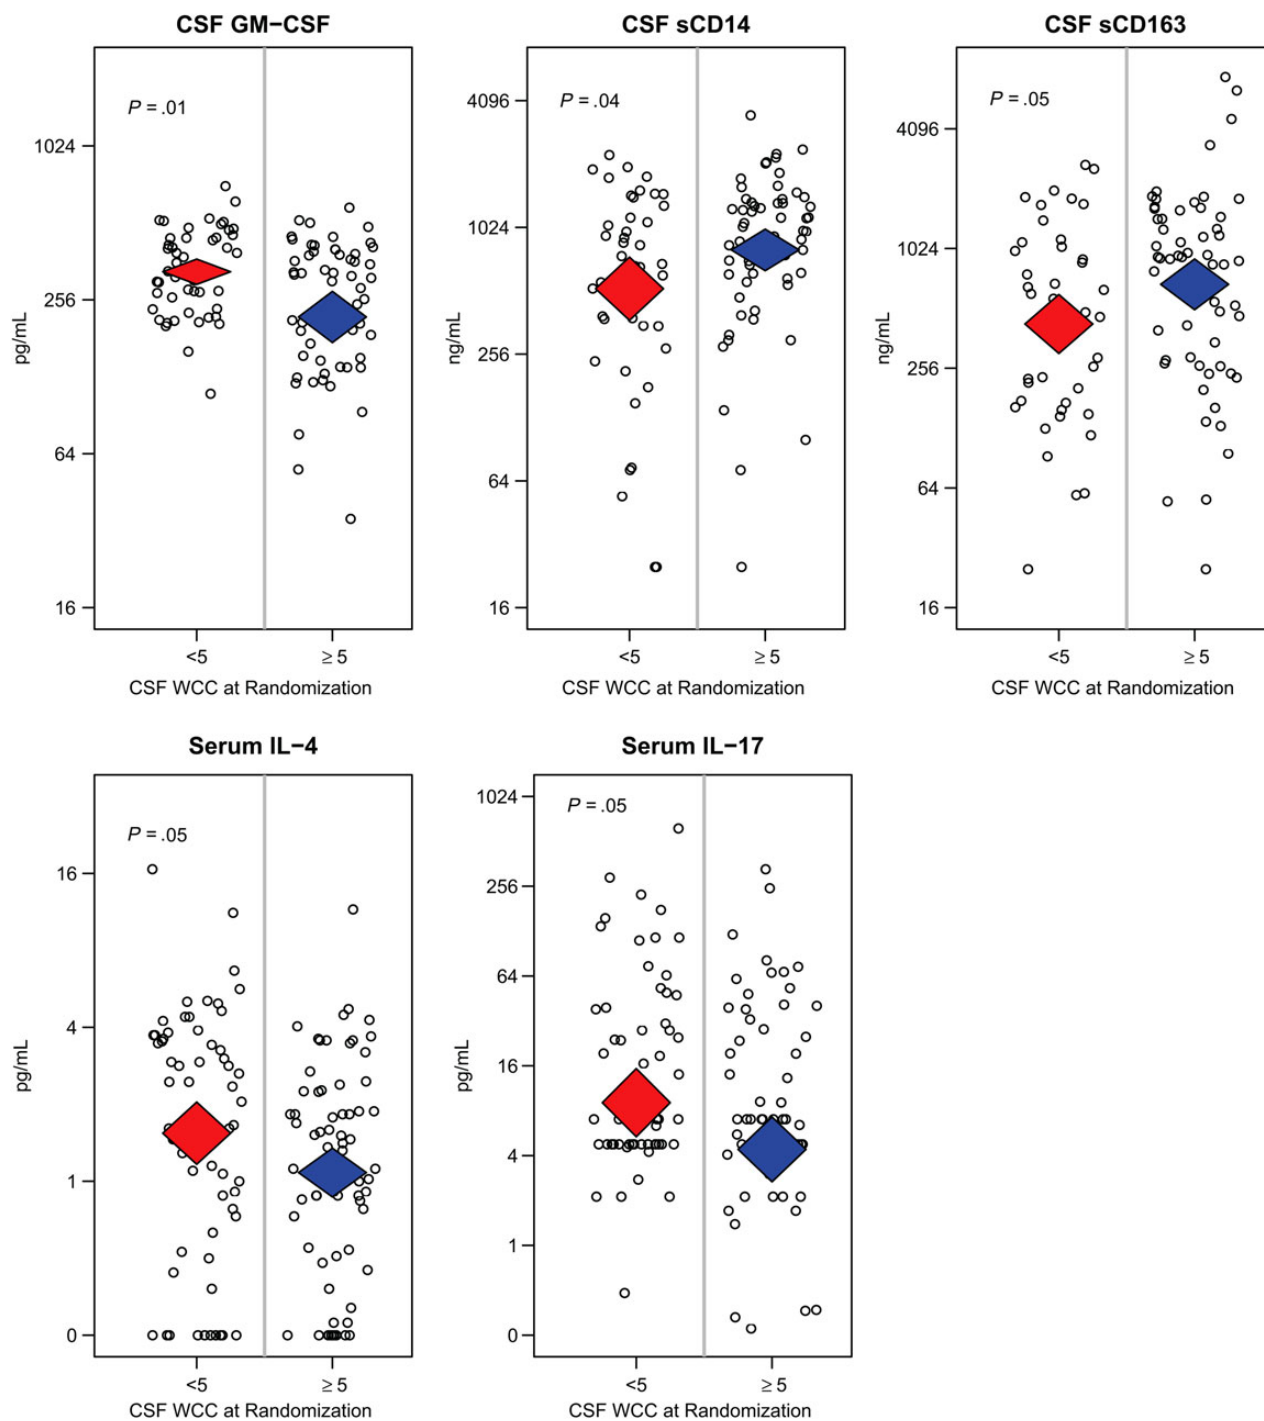 CSF GM−CSF
P = .01
1024
256
64
16
pg/mL
<5
≥ 5
CSF WCC at Randomization
CSF sCD14
P = .04
4096
1024
256
64
16
ng/mL
<5
≥ 5
CSF WCC at Randomization
CSF sCD163
P = .05
4096
1024
256
64
16
ng/mL
<5
≥ 5
CSF WCC at Randomization
Serum IL−4
P = .05
16
4
1
0
pg/mL
<5
≥ 5
CSF WCC at Randomization
Serum IL−17
P = .05
1024
256
64
16
4
1
0
pg/mL
<5
≥ 5
CSF WCC at Randomization